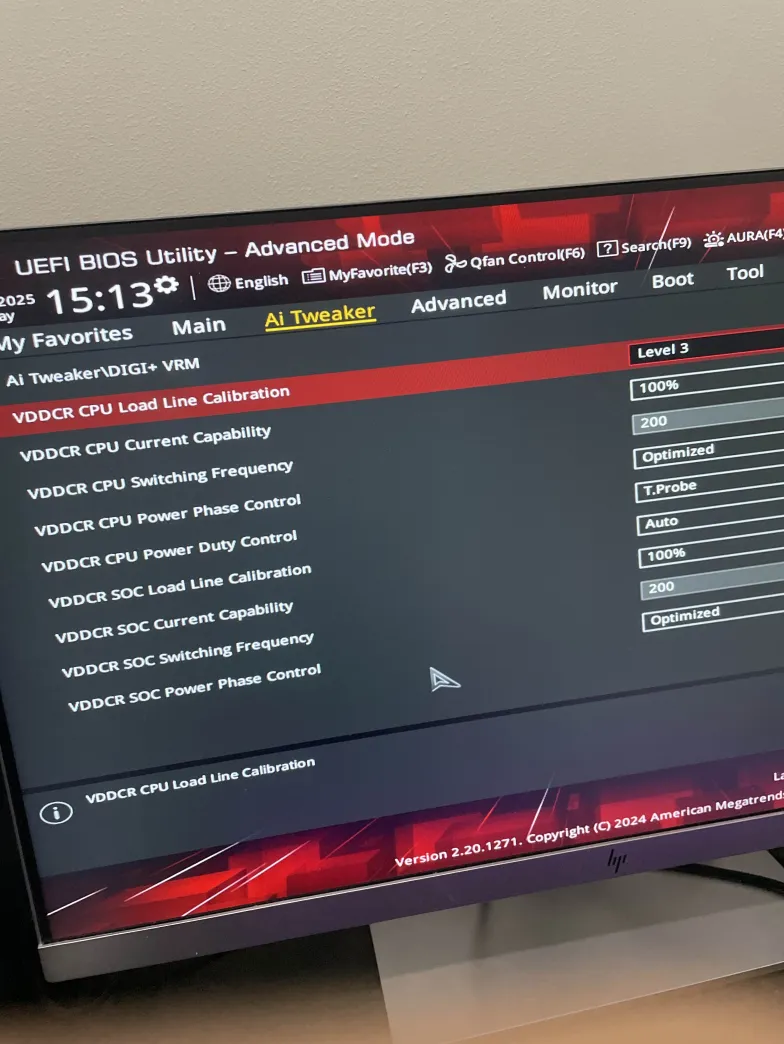 UEFI BIOS Utility – Advanced Mode
2025 15:13 English MyFavorite(F3) Qfan Control(F6) ? Search(F9) AURA(F4
ay
My Favorites Main Ai Tweaker Advanced Monitor Boot Tool
Ai Tweaker\DIGI+ VRM
VDDCR CPU Load Line Calibration Level 3
VDDCR CPU Current Capability 100%
VDDCR CPU Switching Frequency 200
VDDCR CPU Power Phase Control Optimized
VDDCR CPU Power Duty Control T.Probe
VDDCR SOC Load Line Calibration Auto
VDDCR SOC Current Capability 100%
VDDCR SOC Switching Frequency 200
VDDCR SOC Power Phase Control Optimized
i VDDCR CPU Load Line Calibration
La
Version 2.20.1271. Copyright (C) 2024 American Megatrends
hp